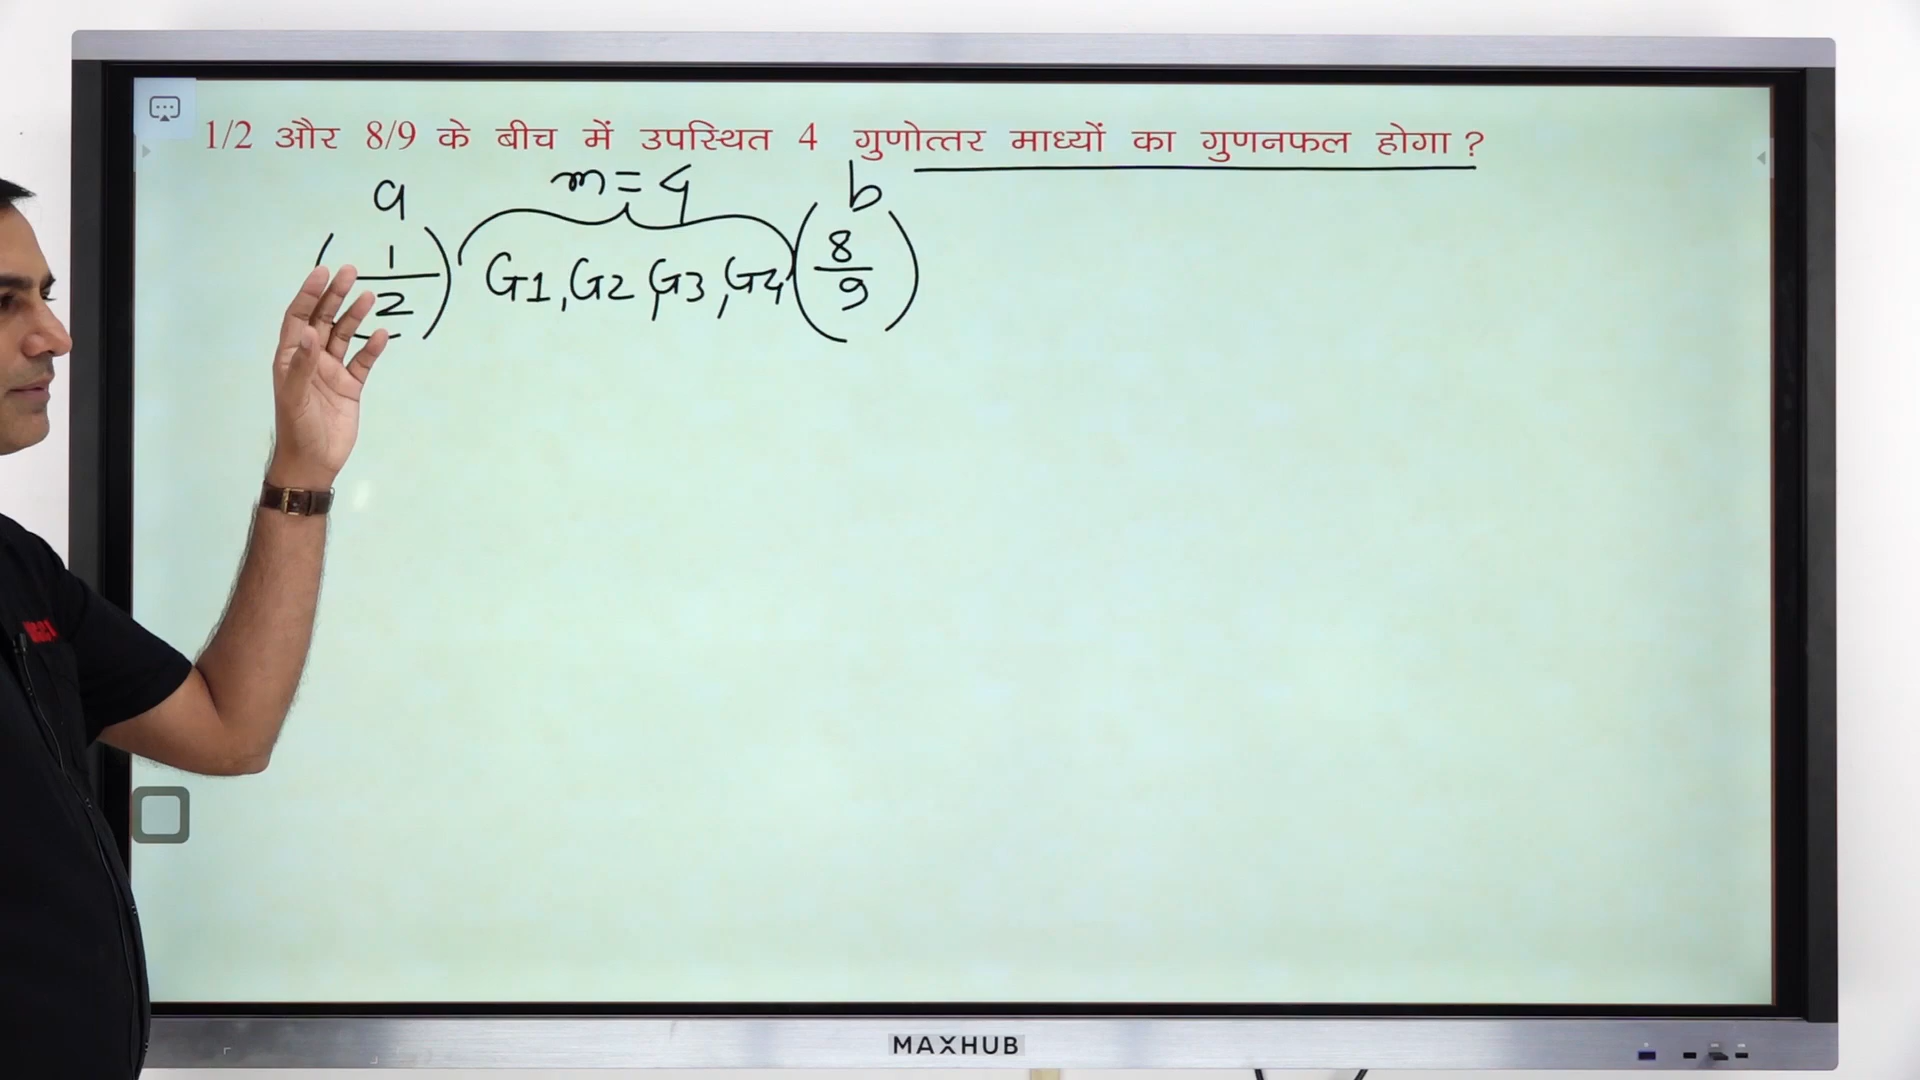 1/2 और 8/9 के बीच में उपस्थित 4 गुणोत्तर माध्यों का गुणनफल होगा ?
a m = 4 b
( 1/2 ) G1, G2, G3, G4 ( 8/9 )
MAXHUB